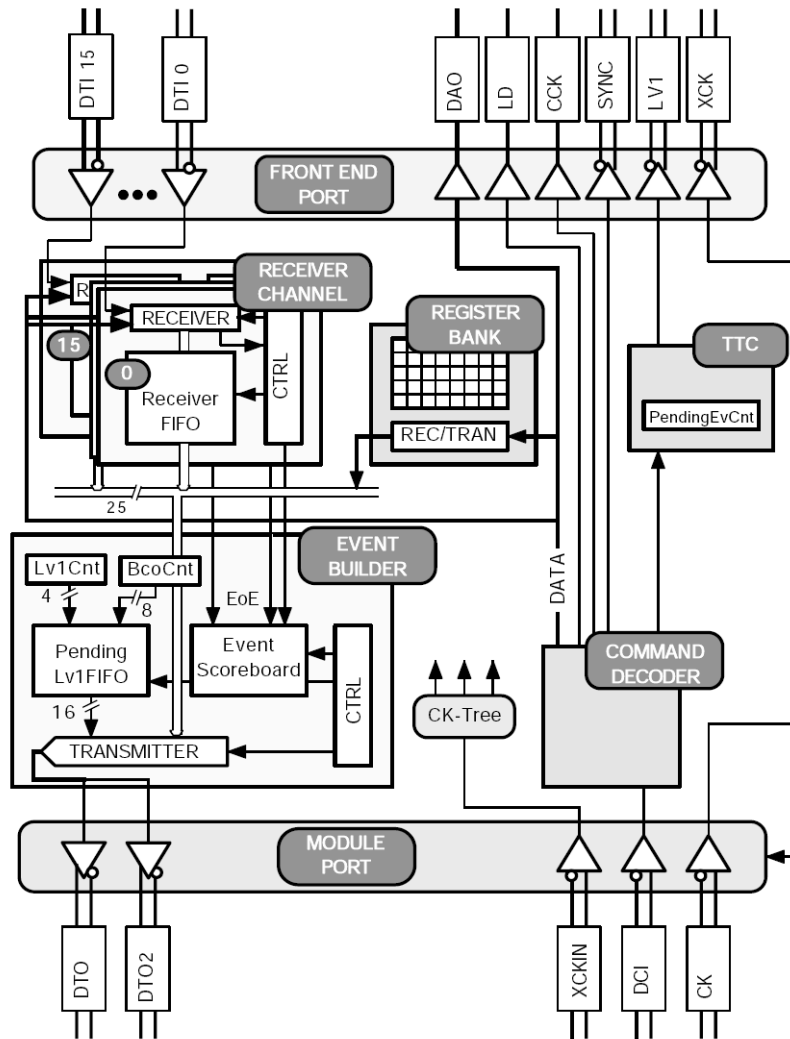 DTI 15
DTI 0
DAO
LD
CCK
SYNC
LV1
XCK
FRONT END
PORT
RECEIVER
CHANNEL
R
RECEIVER
15
0
Receiver
FIFO
CTRL
REGISTER
BANK
REC/TRAN
TTC
PendingEvCnt
25
EVENT
BUILDER
Lv1Cnt
BcoCnt
4
8
EoE
DATA
Pending
Lv1FIFO
Event
Scoreboard
CTRL
COMMAND
DECODER
16
CK-Tree
TRANSMITTER
MODULE
PORT
DTO
DTO2
XCKIN
DCI
CK